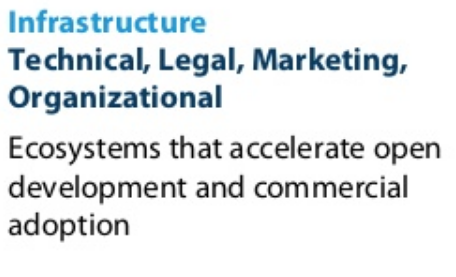 Infrastructure
Technical, Legal, Marketing,
Organizational
Ecosystems that accelerate open
development and commercial
adoption